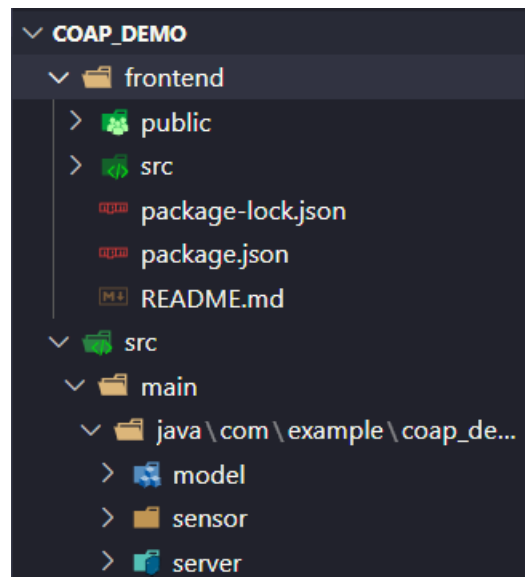 COAP_DEMO
frontend
public
src
package-lock.json
package.json
README.md
src
main
java\com\example\coap_de...
model
sensor
server